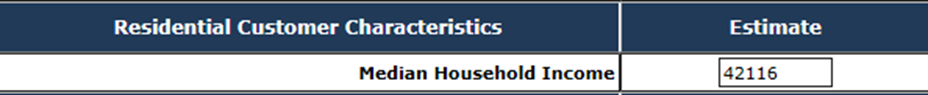 Residential Customer Characteristics Estimate
Median Household Income 42116